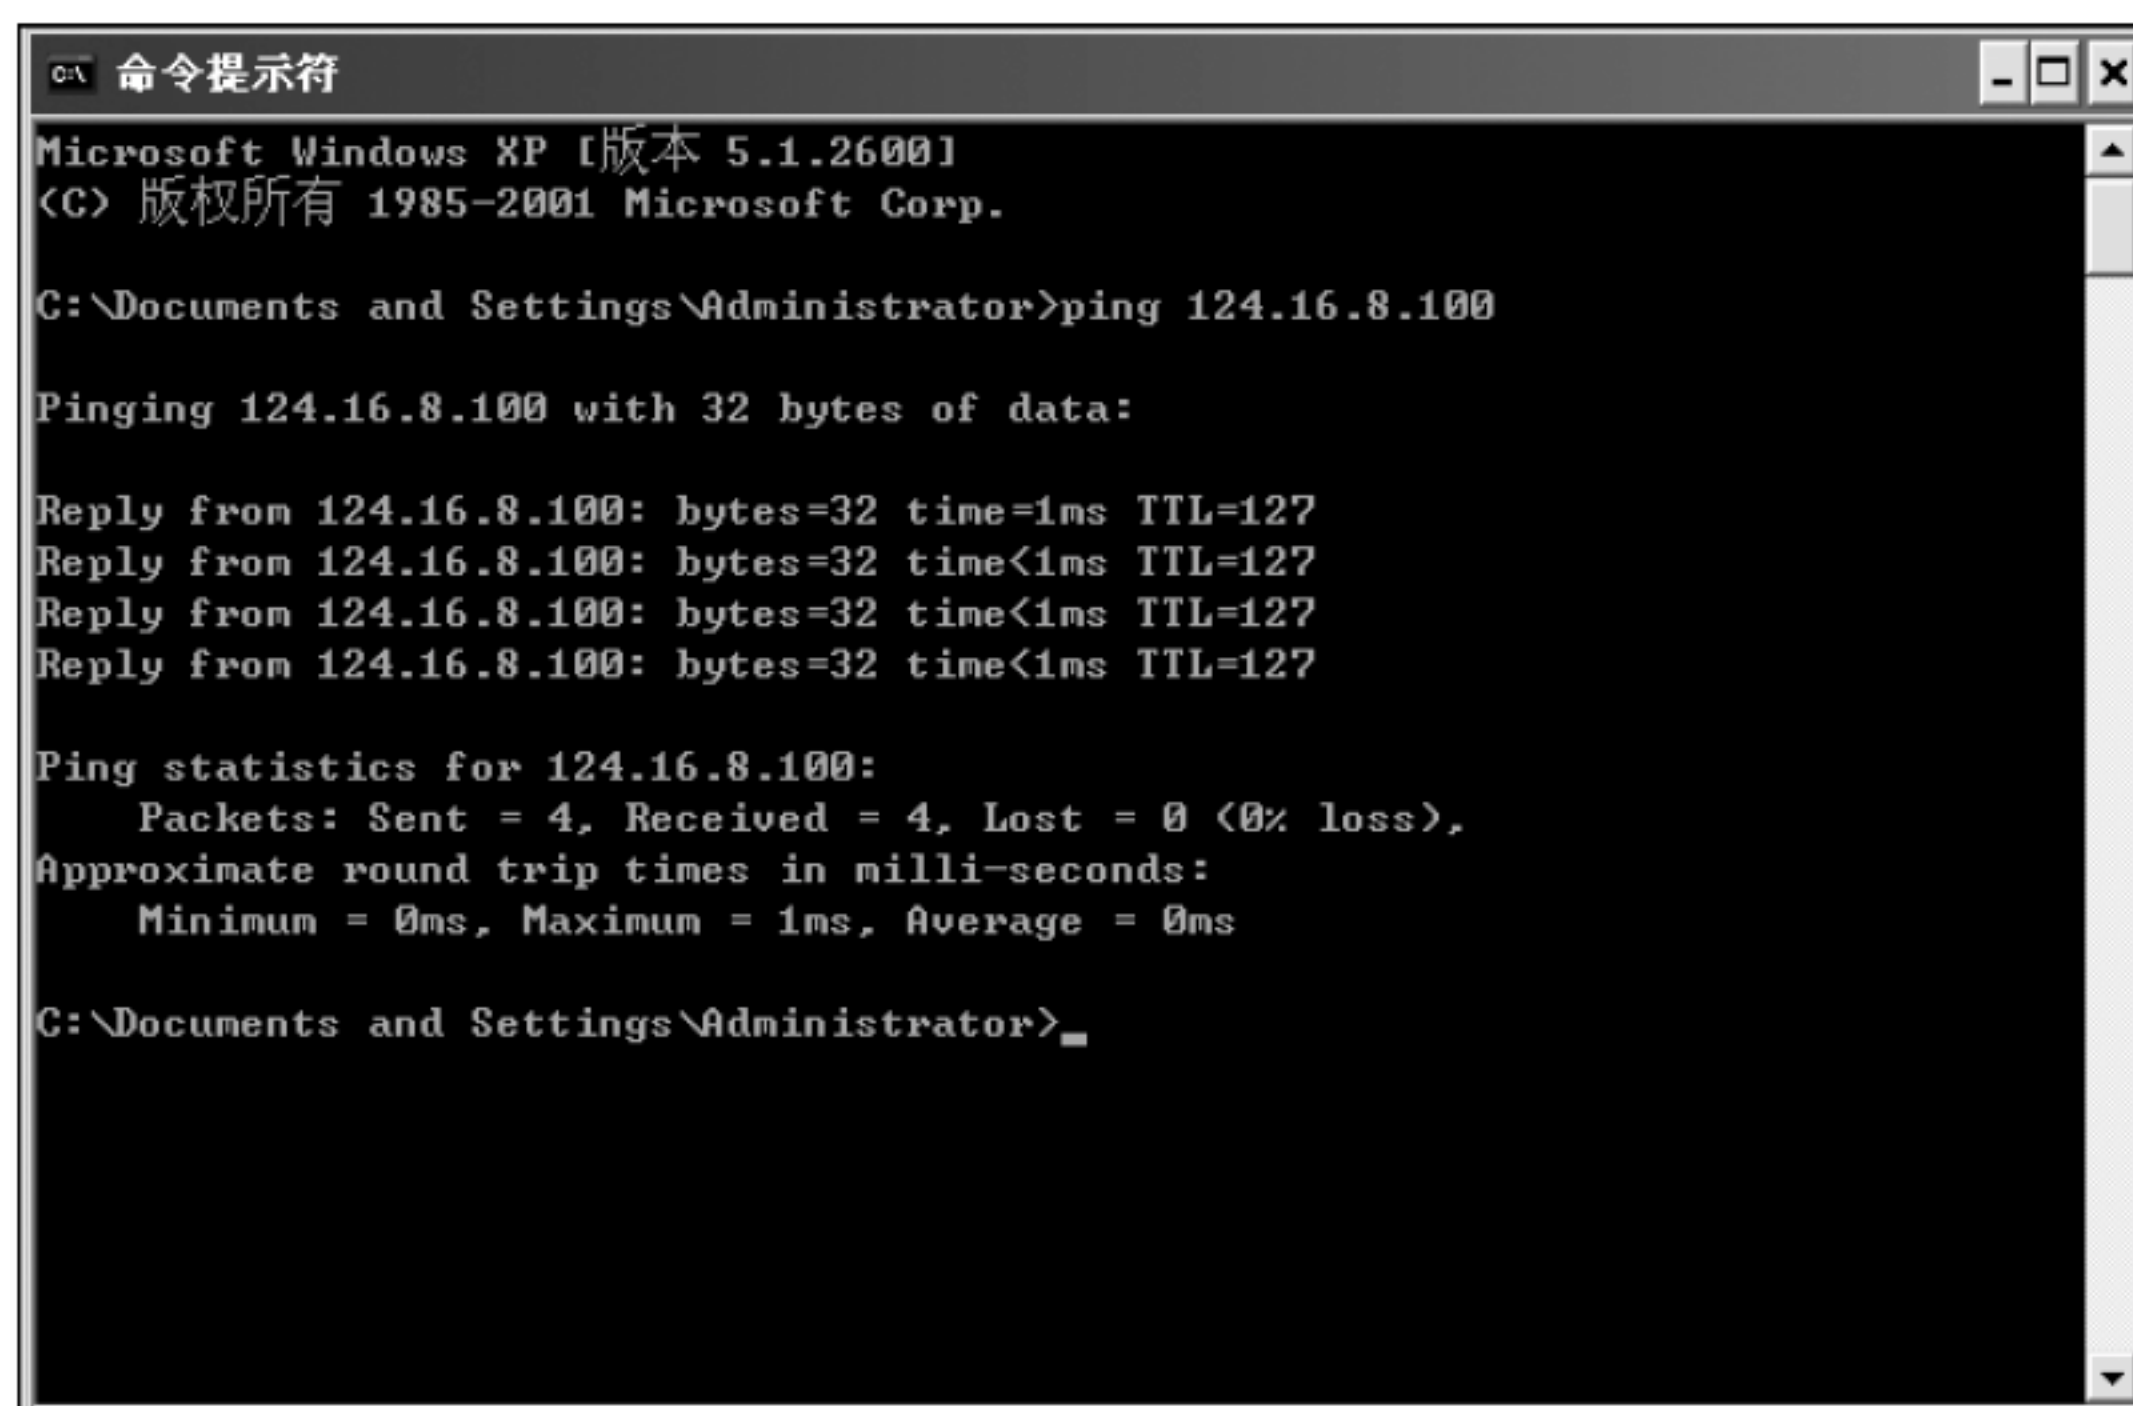 命令提示符
Microsoft Windows XP [版本 5.1.2600]
(C) 版权所有 1985-2001 Microsoft Corp.
C:\Documents and Settings\Administrator>ping 124.16.8.100
Pinging 124.16.8.100 with 32 bytes of data:
Reply from 124.16.8.100: bytes=32 time=1ms TTL=127
Reply from 124.16.8.100: bytes=32 time<1ms TTL=127
Reply from 124.16.8.100: bytes=32 time<1ms TTL=127
Reply from 124.16.8.100: bytes=32 time<1ms TTL=127
Ping statistics for 124.16.8.100:
    Packets: Sent = 4, Received = 4, Lost = 0 (0% loss),
Approximate round trip times in milli-seconds:
    Minimum = 0ms, Maximum = 1ms, Average = 0ms
C:\Documents and Settings\Administrator>_